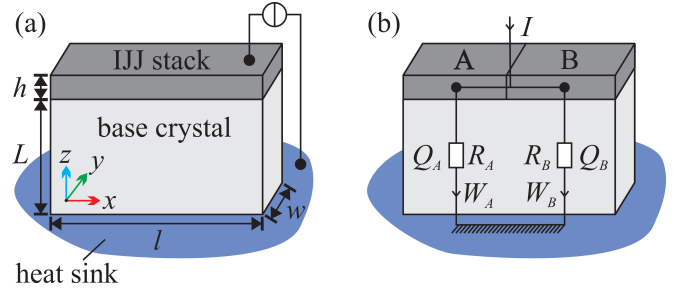 (a)
IJJ stack
h
base crystal
L
z
y
x
w
l
heat sink
(b)
I
A
B
Q_A R_A
R_B Q_B
W_A
W_B